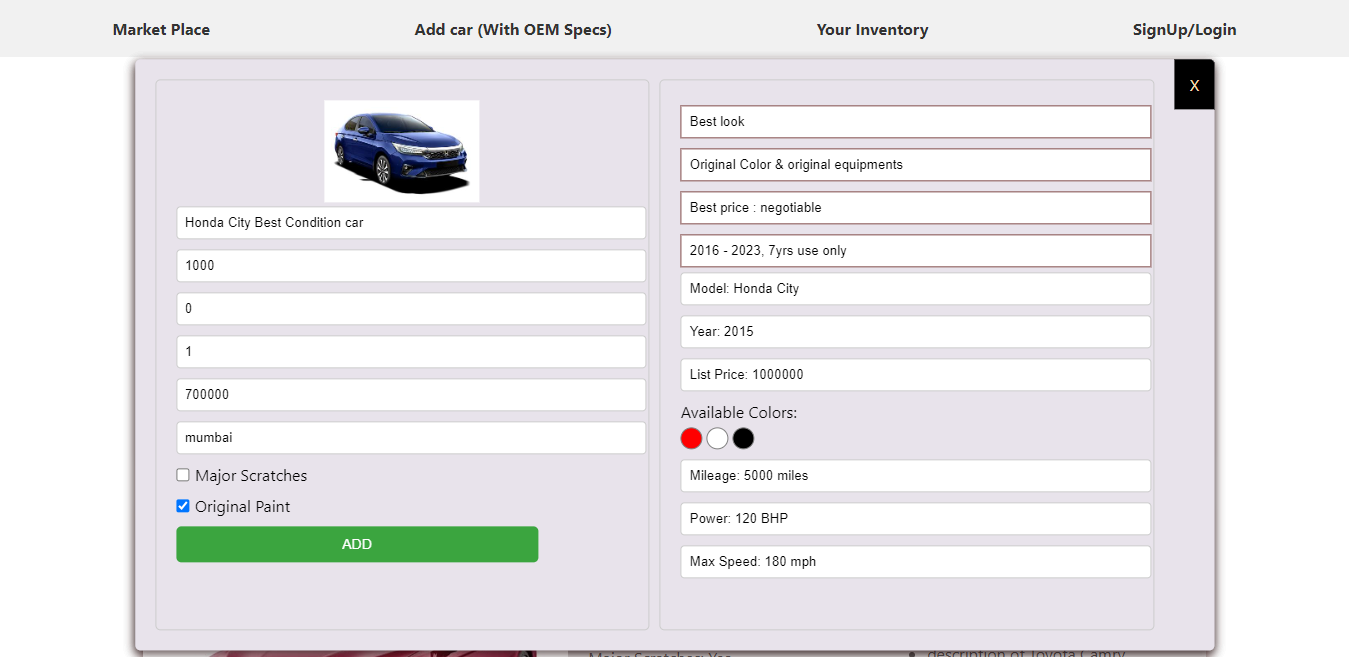 Market Place
Add car (With OEM Specs)
Your Inventory
SignUp/Login
X
Honda City Best Condition car
1000
0
1
700000
mumbai
Major Scratches
Original Paint
ADD
Best look
Original Color & original equipments
Best price : negotiable
2016 - 2023, 7yrs use only
Model: Honda City
Year: 2015
List Price: 1000000
Available Colors:
Mileage: 5000 miles
Power: 120 BHP
Max Speed: 180 mph
Major Scratches: Yes
description of Toyota Camry